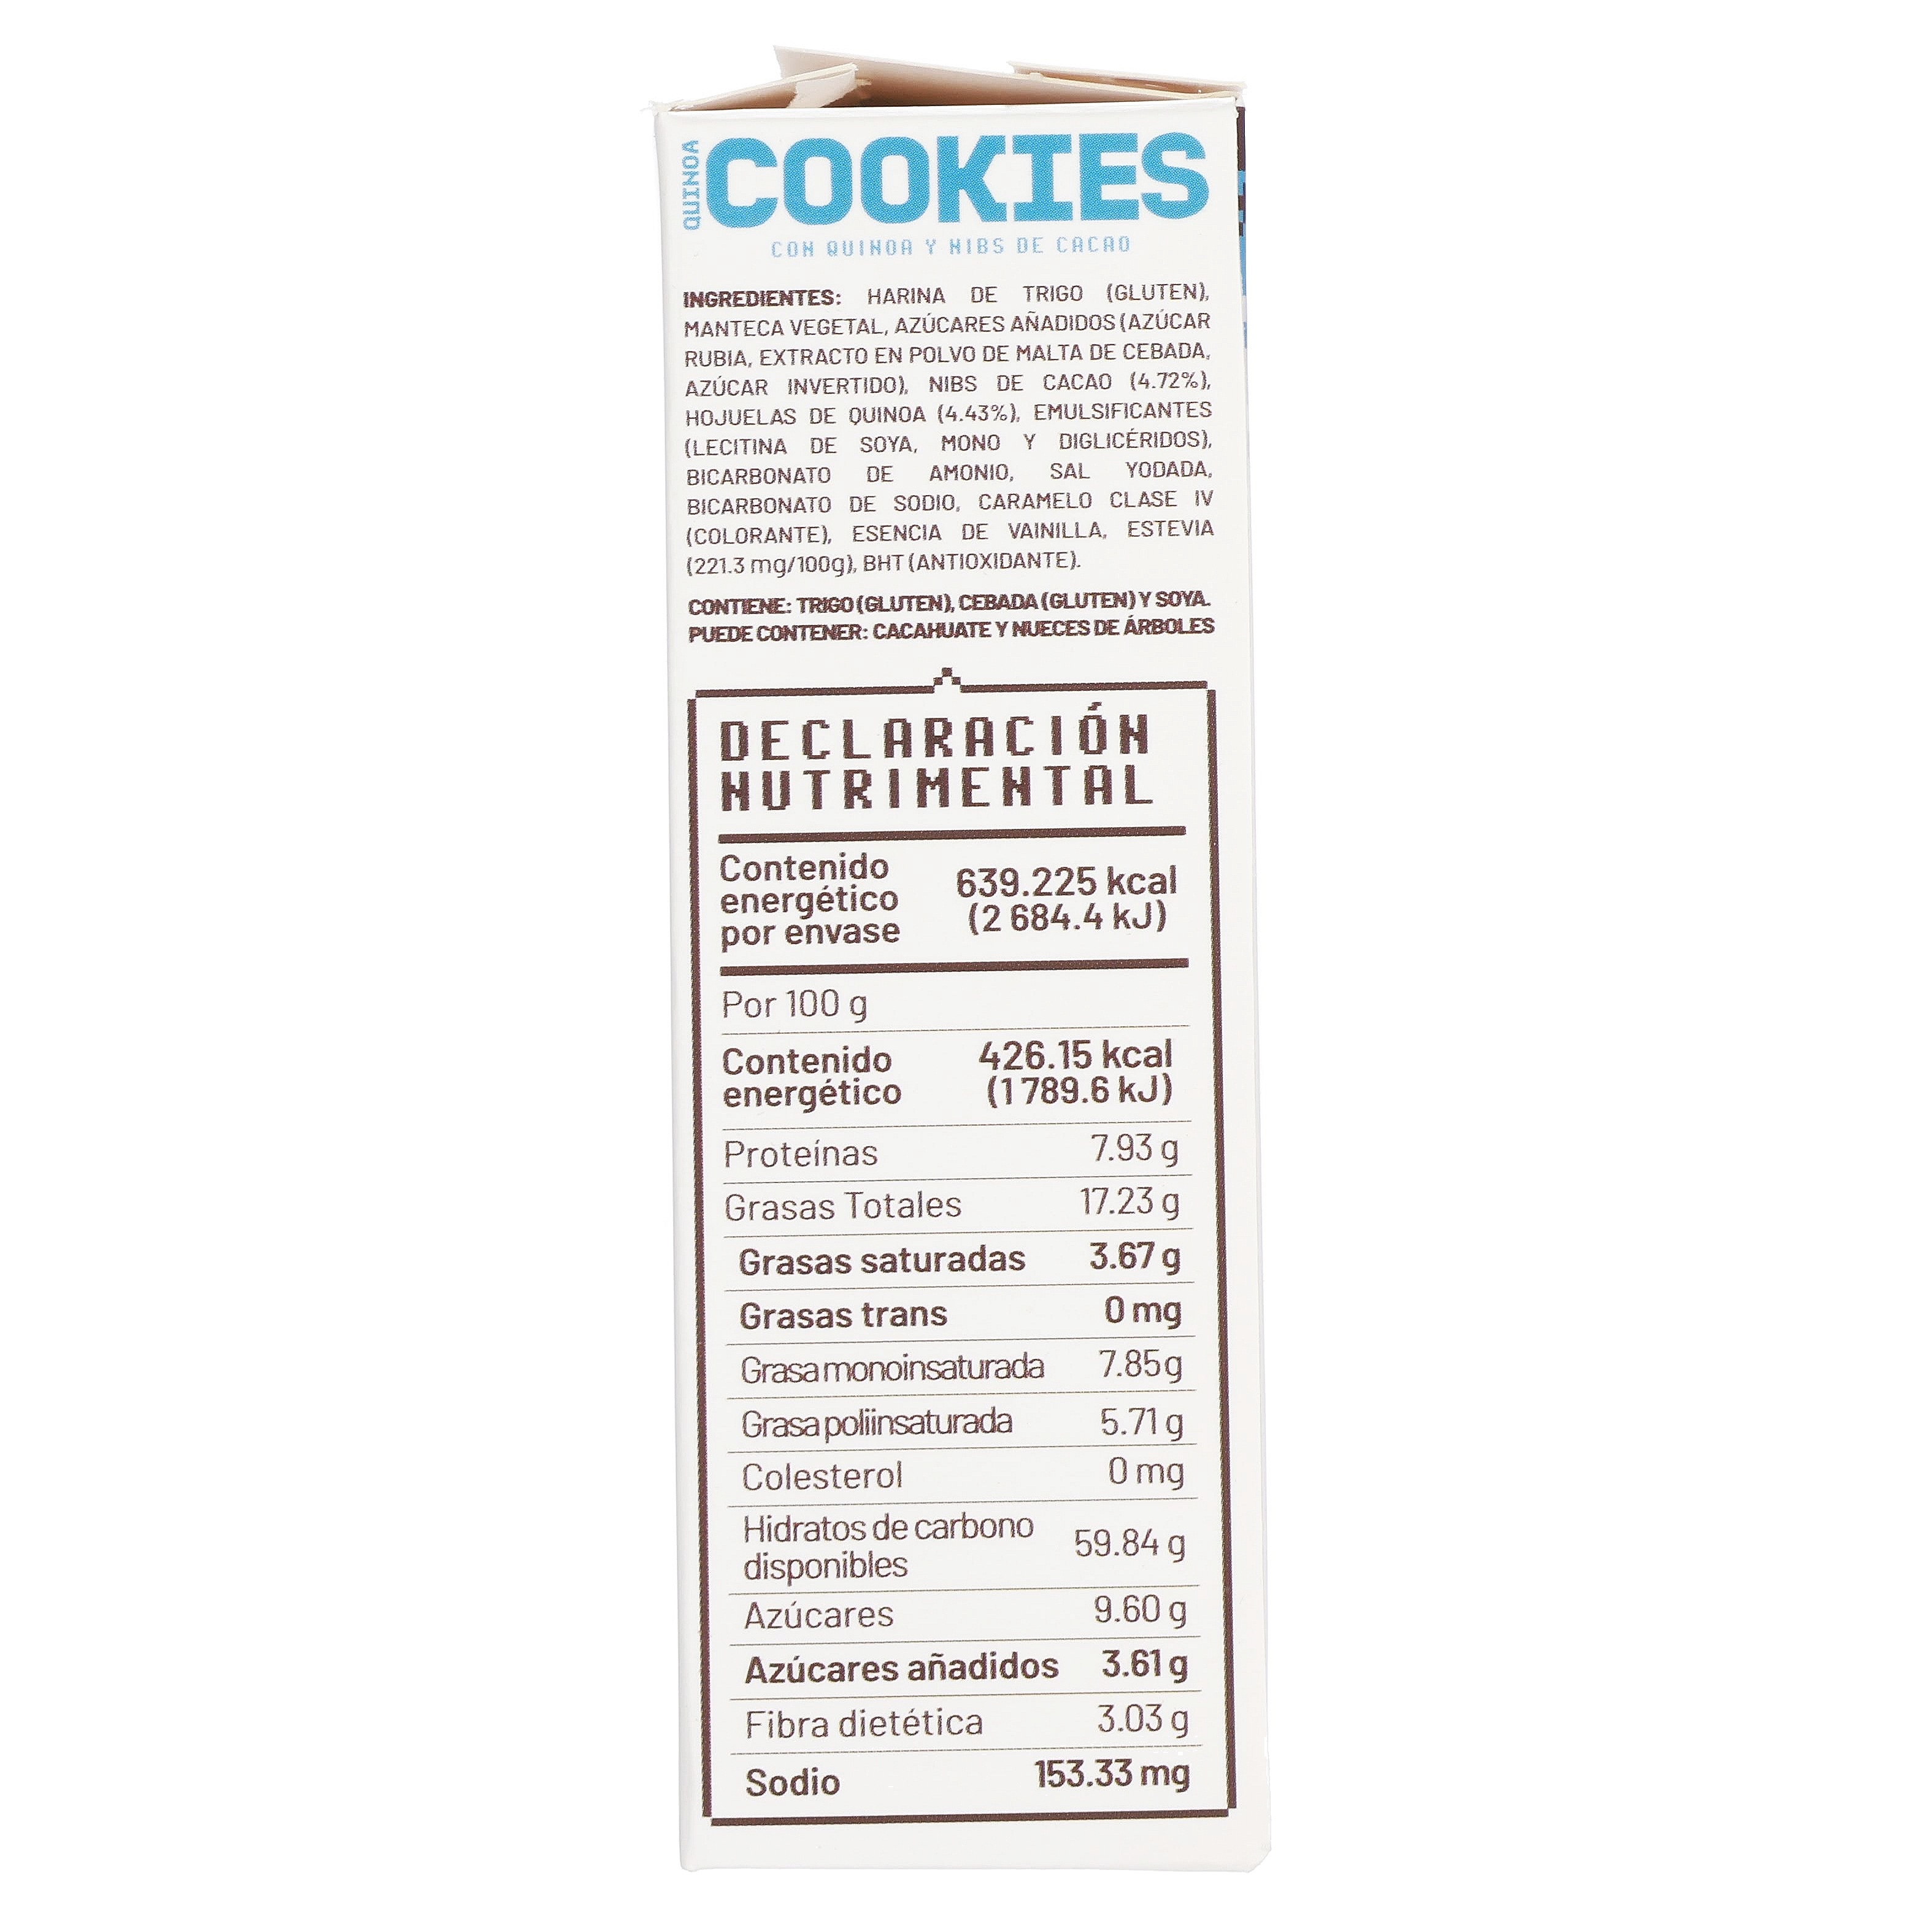 QUINOA
COOKIES
CON QUINOA Y NIBS DE CACAO
INGREDIENTES: HARINA DE TRIGO (GLUTEN),
MANTECA VEGETAL, AZÚCARES AÑADIDOS (AZÚCAR
RUBIA, EXTRACTO EN POLVO DE MALTA DE CEBADA,
AZÚCAR INVERTIDO), NIBS DE CACAO (4.72%),
HOJUELAS DE QUINOA (4.43%), EMULSIFICANTES
(LECITINA DE SOYA, MONO Y DIGLICÉRIDOS),
BICARBONATO DE AMONIO, SAL YODADA,
BICARBONATO DE SODIO, CARAMELO CLASE IV
(COLORANTE), ESENCIA DE VAINILLA, ESTEVIA
(221.3 mg/100g), BHT (ANTIOXIDANTE).
CONTIENE: TRIGO (GLUTEN), CEBADA (GLUTEN) Y SOYA.
PUEDE CONTENER: CACAHUATE Y NUECES DE ÁRBOLES
DECLARACIÓN
NUTRIMENTAL
Contenido
energético
por envase
639.225 kcal
(2 684.4 kJ)
Por 100 g
Contenido
energético
426.15 kcal
(1 789.6 kJ)
Proteínas 7.93 g
Grasas Totales 17.23 g
Grasas saturadas 3.67 g
Grasas trans 0 mg
Grasa monoinsaturada 7.85 g
Grasa poliinsaturada 5.71 g
Colesterol 0 mg
Hidratos de carbono
disponibles
59.84 g
Azúcares 9.60 g
Azúcares añadidos 3.61 g
Fibra dietética 3.03 g
Sodio 153.33 mg